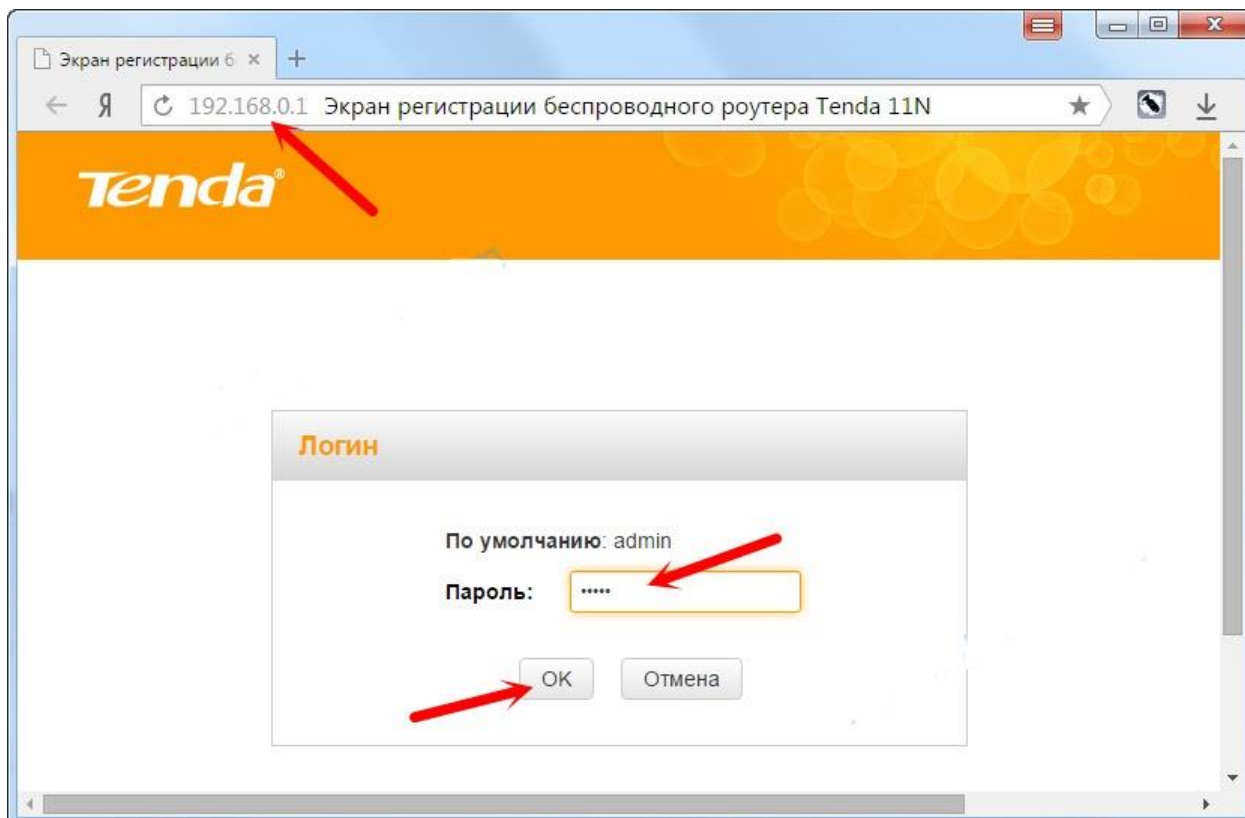 Экран регистрации б
Я 192.168.0.1 Экран регистрации беспроводного роутера Tenda 11N
Tenda®
Логин
По умолчанию: admin
Пароль: •••••
OK Отмена